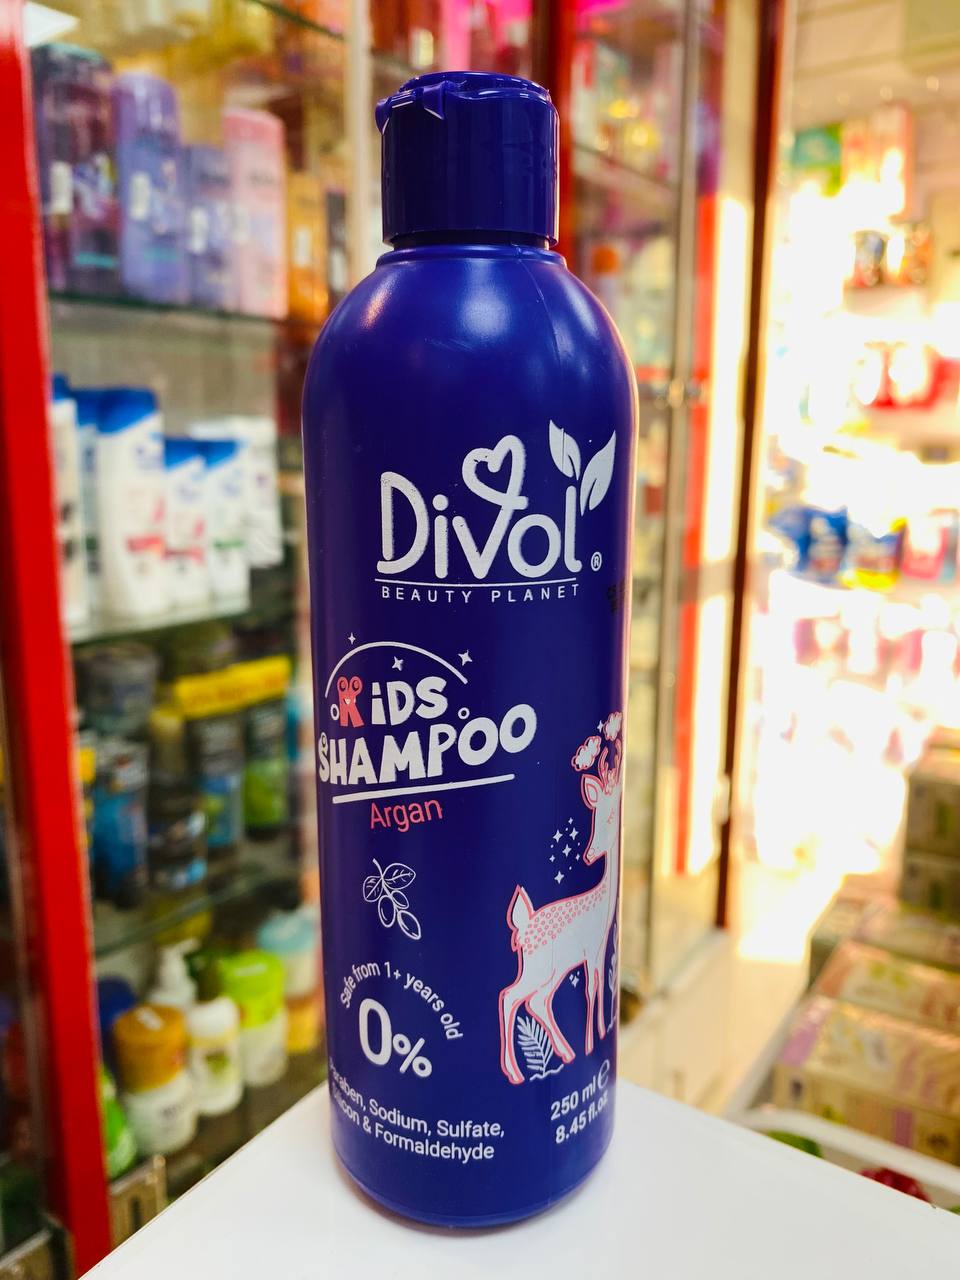 Divol®
BEAUTY PLANET
KiDS
SHAMPOO
Argan
Safe from 1+ years old
0%
Paraben, Sodium, Sulfate,
Silicon & Formaldehyde
250 ml ℮
8.45 fl.oz